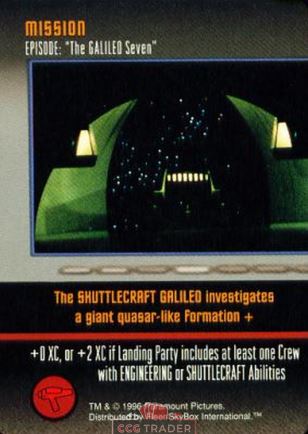 MISSION
EPISODE: "The GALILEO Seven"
The SHUTTLECRAFT GALILEO investigates
a giant quasar-like Formation +
+0 XC, or +2 XC if Landing Party includes at least one Crew
with ENGINEERING or SHUTTLECRAFT Abilities
TM & © 1996 Paramount Pictures.
Distributed by Fleer/SkyBox International.™
CCG TRADER